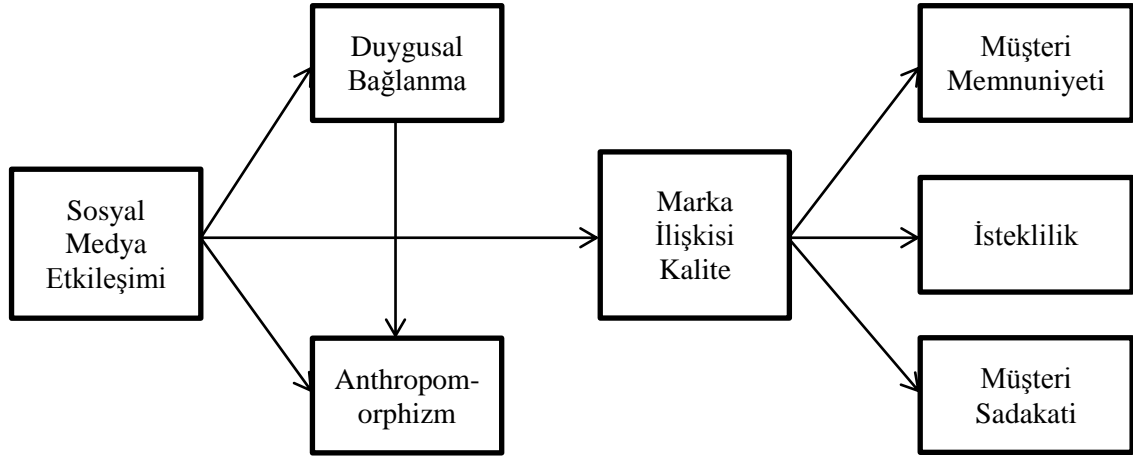 Duygusal
Bağlanma
Müşteri
Memnuniyeti
Sosyal
Medya
Etkileşimi
Marka
İlişkisi
Kalite
İsteklilik
Anthropom-
orphizm
Müşteri
Sadakati